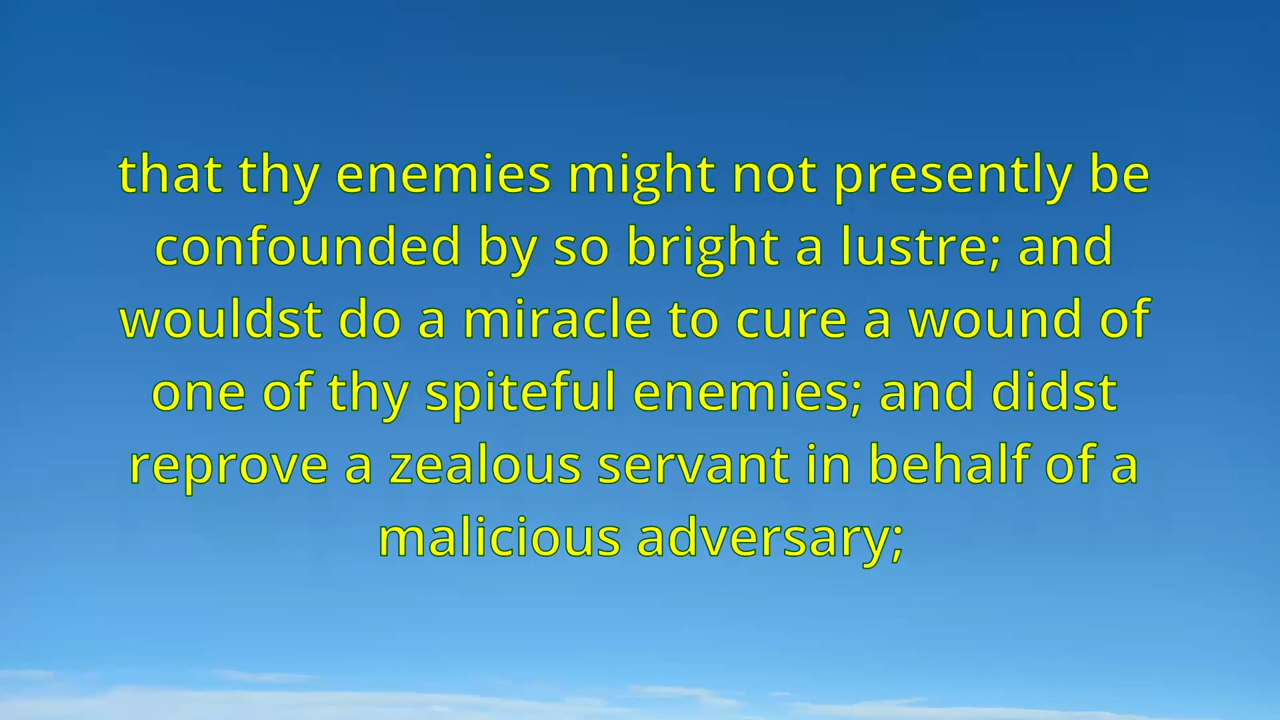 that thy enemies might not presently be
confounded by so bright a lustre; and
wouldst do a miracle to cure a wound of
one of thy spiteful enemies; and didst
reprove a zealous servant in behalf of a
malicious adversary;